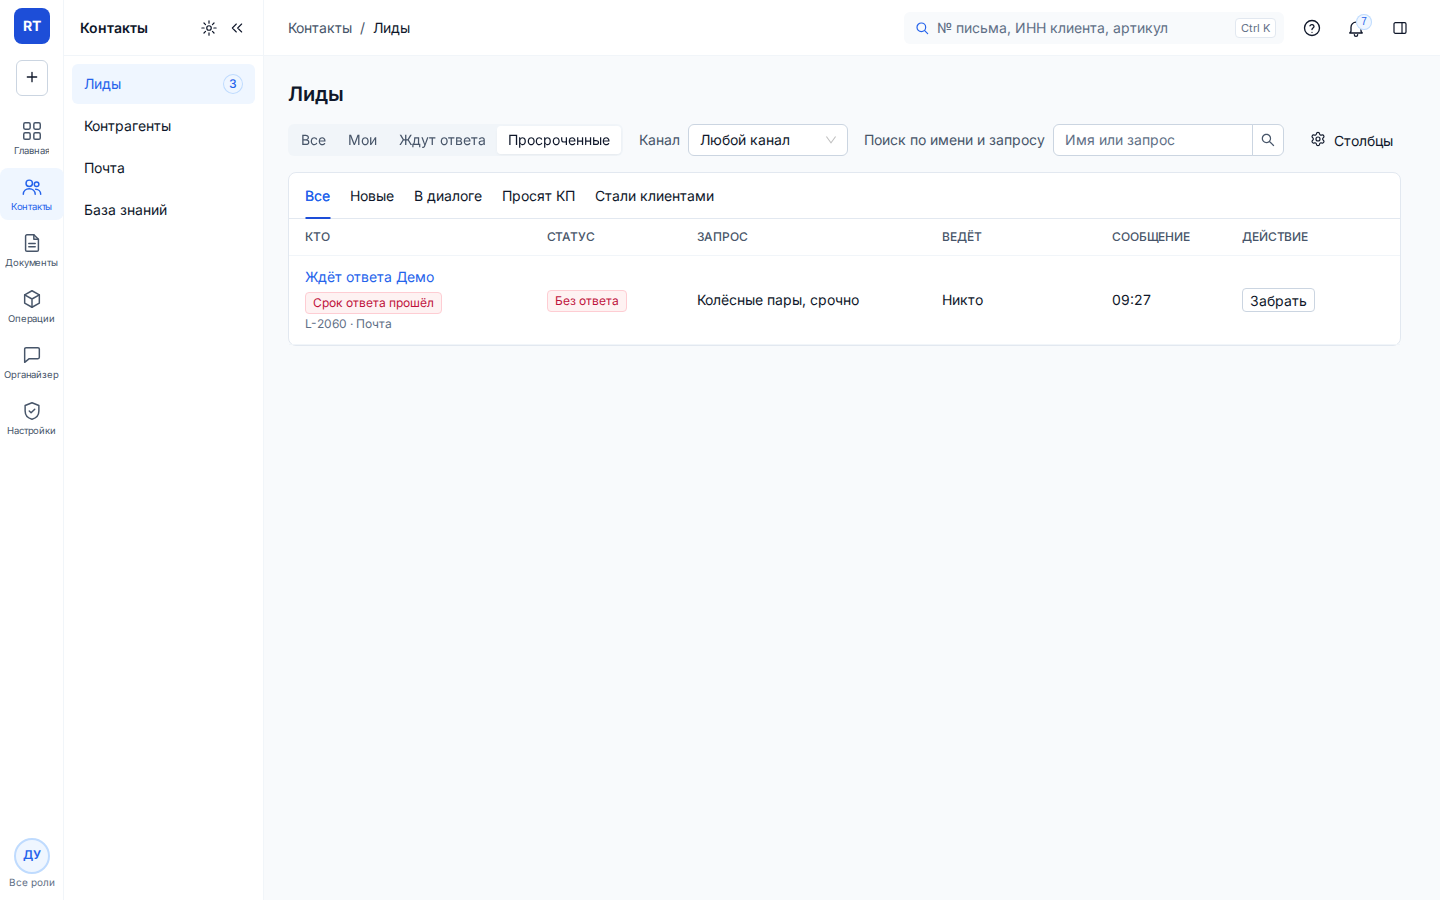 RT
Контакты
Контакты / Лиды
№ письма, ИНН клиента, артикул
Ctrl K
7
Главная
Контакты
Документы
Операции
Органайзер
Настройки
ДУ
Все роли
Лиды
3
Контрагенты
Почта
База знаний
Лиды
Все Мои Ждут ответа Просроченные
Канал
Любой канал
Поиск по имени и запросу
Имя или запрос
Столбцы
Все Новые В диалоге Просят КП Стали клиентами
КТО СТАТУС ЗАПРОС ВЕДЁТ СООБЩЕНИЕ ДЕЙСТВИЕ
Ждёт ответа Демо
Срок ответа прошёл
L-2060 · Почта
Без ответа
Колёсные пары, срочно
Никто
09:27
Забрать